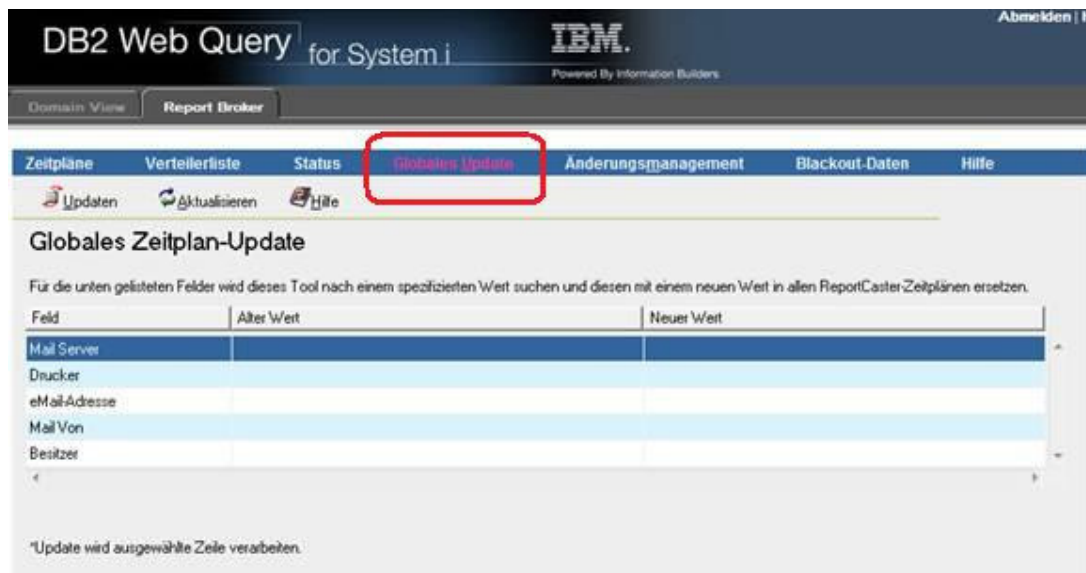 Abmelden |
DB2 Web Query for System i
IBM.
Powered By Information Builders
Domain View Report Broker
Zeitpläne Verteilerliste Status Globales Update Änderungsmanagement Blackout-Daten Hilfe
Updaten Aktualisieren Hilfe
Globales Zeitplan-Update
Für die unten gelisteten Felder wird dieses Tool nach einem spezifizierten Wert suchen und diesen mit einem neuen Wert in allen ReportCaster-Zeitplänen ersetzen.
Feld Alter Wert Neuer Wert
Mail Server
Drucker
eMail-Adresse
Mail Von
Besitzer
*Update wird ausgewählte Zeile verarbeiten.